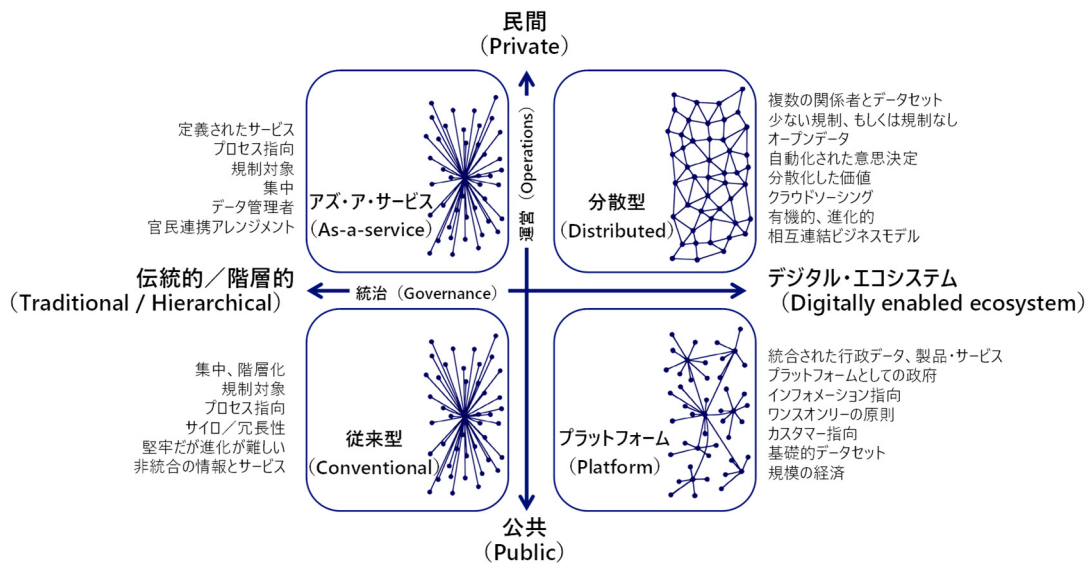 民間
(Private)
定義されたサービス
プロセス指向
規制対象
集中
データ管理者
官民連携アレンジメント
アズ・ア・サービス
(As-a-service)
運営 (Operations)
分散型
(Distributed)
複数の関係者とデータセット
少ない規制、もしくは規制なし
オープンデータ
自動化された意思決定
分散化した価値
クラウドソーシング
有機的、進化的
相互連結ビジネスモデル
伝統的／階層的
(Traditional / Hierarchical)
統治 (Governance)
デジタル・エコシステム
(Digitally enabled ecosystem)
集中、階層化
規制対象
プロセス指向
サイロ／冗長性
堅牢だが進化が難しい
非統合の情報とサービス
従来型
(Conventional)
プラットフォーム
(Platform)
統合された行政データ、製品・サービス
プラットフォームとしての政府
インフォメーション指向
ワンスオンリーの原則
カスタマー指向
基礎的データセット
規模の経済
公共
(Public)